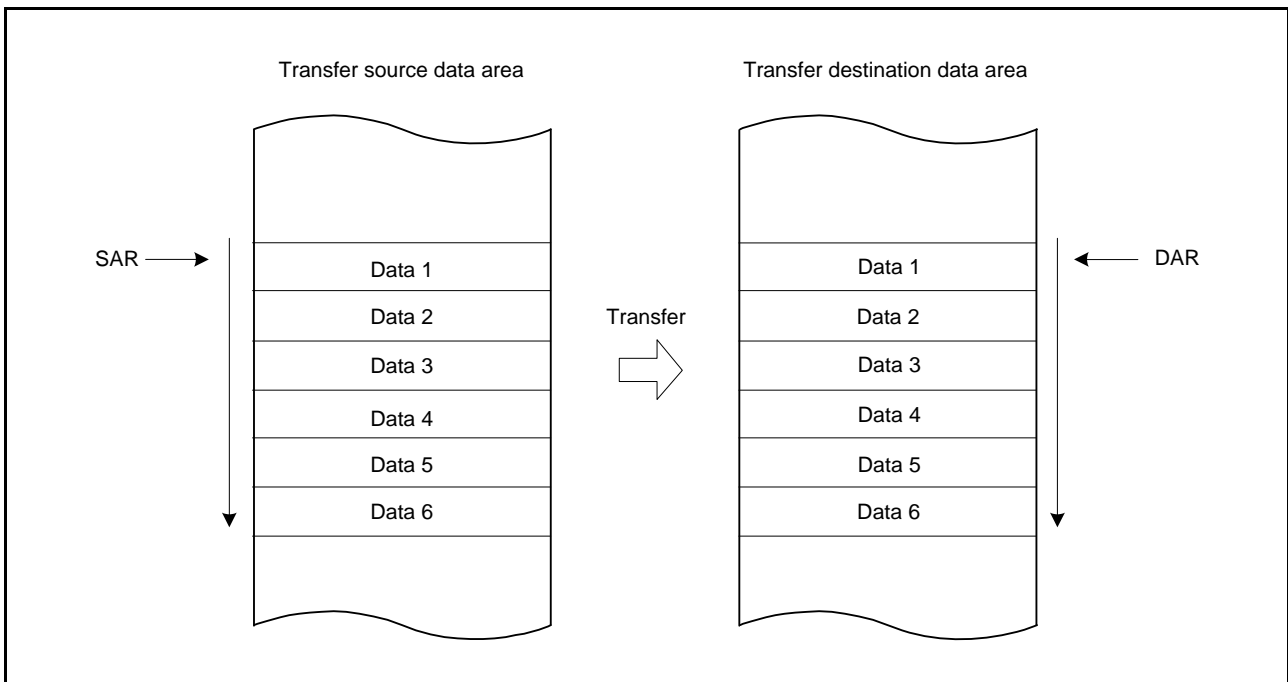 Transfer source data area
Transfer destination data area
SAR
Data 1
Data 2
Data 3
Data 4
Data 5
Data 6
Transfer
Data 1
Data 2
Data 3
Data 4
Data 5
Data 6
DAR